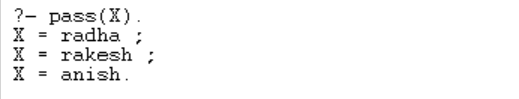 ?- pass(X).
X = radha ;
X = rakesh ;
X = anish.